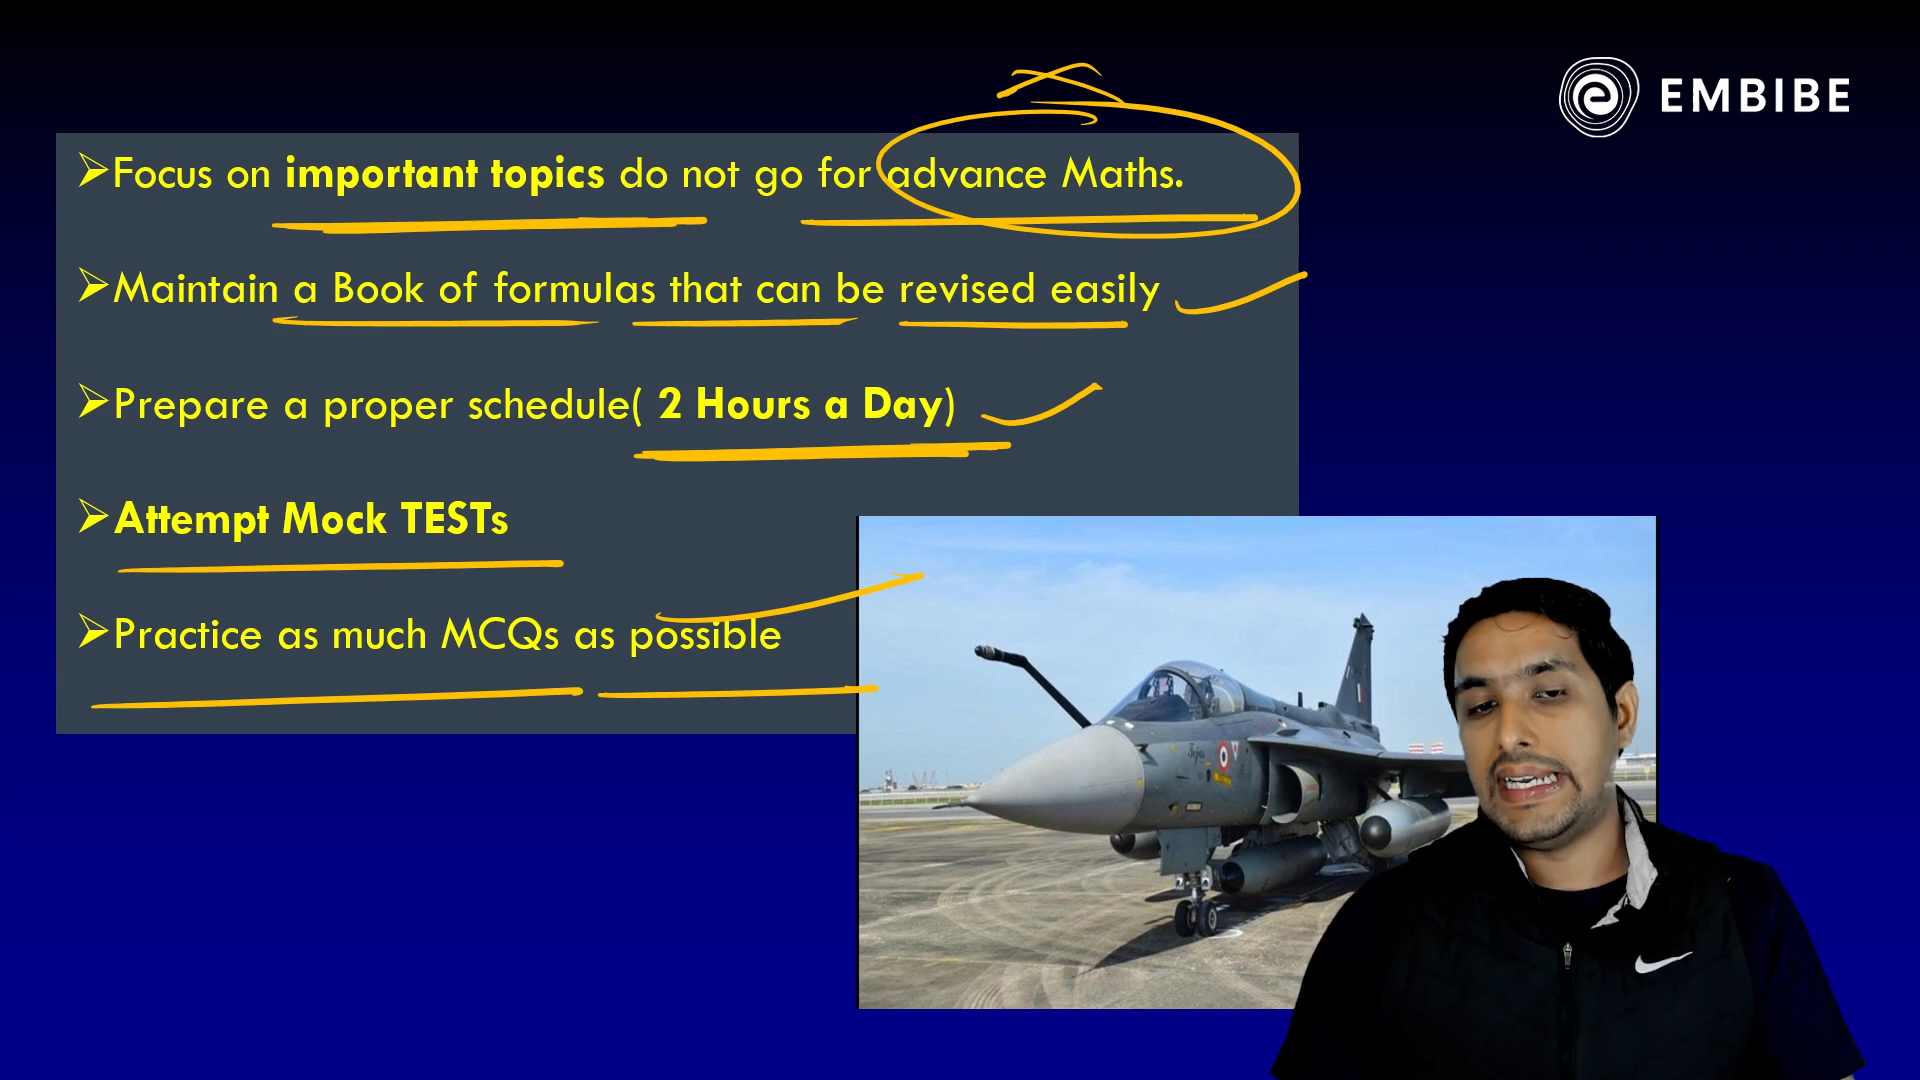 EMBIBE
➢Focus on important topics do not go for advance Maths.
➢Maintain a Book of formulas that can be revised easily
➢Prepare a proper schedule( 2 Hours a Day)
➢Attempt Mock TESTs
➢Practice as much MCQs as possible
Tejas